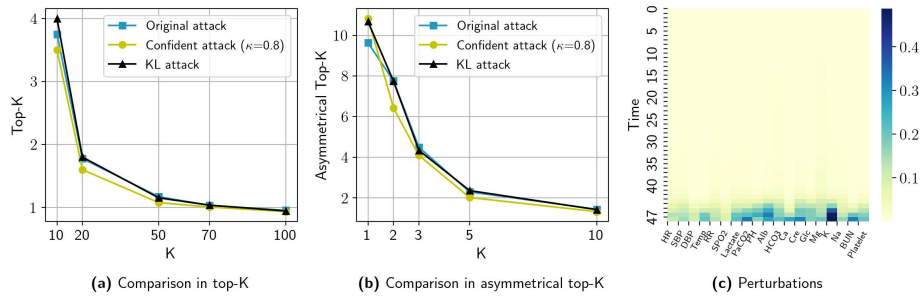 Top-K
4
3
2
1
10
20
50
70
100
K
Original attack
Confident attack (κ=0.8)
KL attack
(a) Comparison in top-K
Asymmetrical Top-K
10
8
6
4
2
1
2
3
5
10
K
Original attack
Confident attack (κ=0.8)
KL attack
(b) Comparison in asymmetrical top-K
Time
0
5
10
15
20
25
30
35
40
47
HR
SBP
DBP
Temp
RR
SPO2
Lactate
PaCO2
PH
Alb
HCO3
Ca
Cre
Glc
Mg
K
Na
BUN
Platelet
0.4
0.3
0.2
0.1
(c) Perturbations